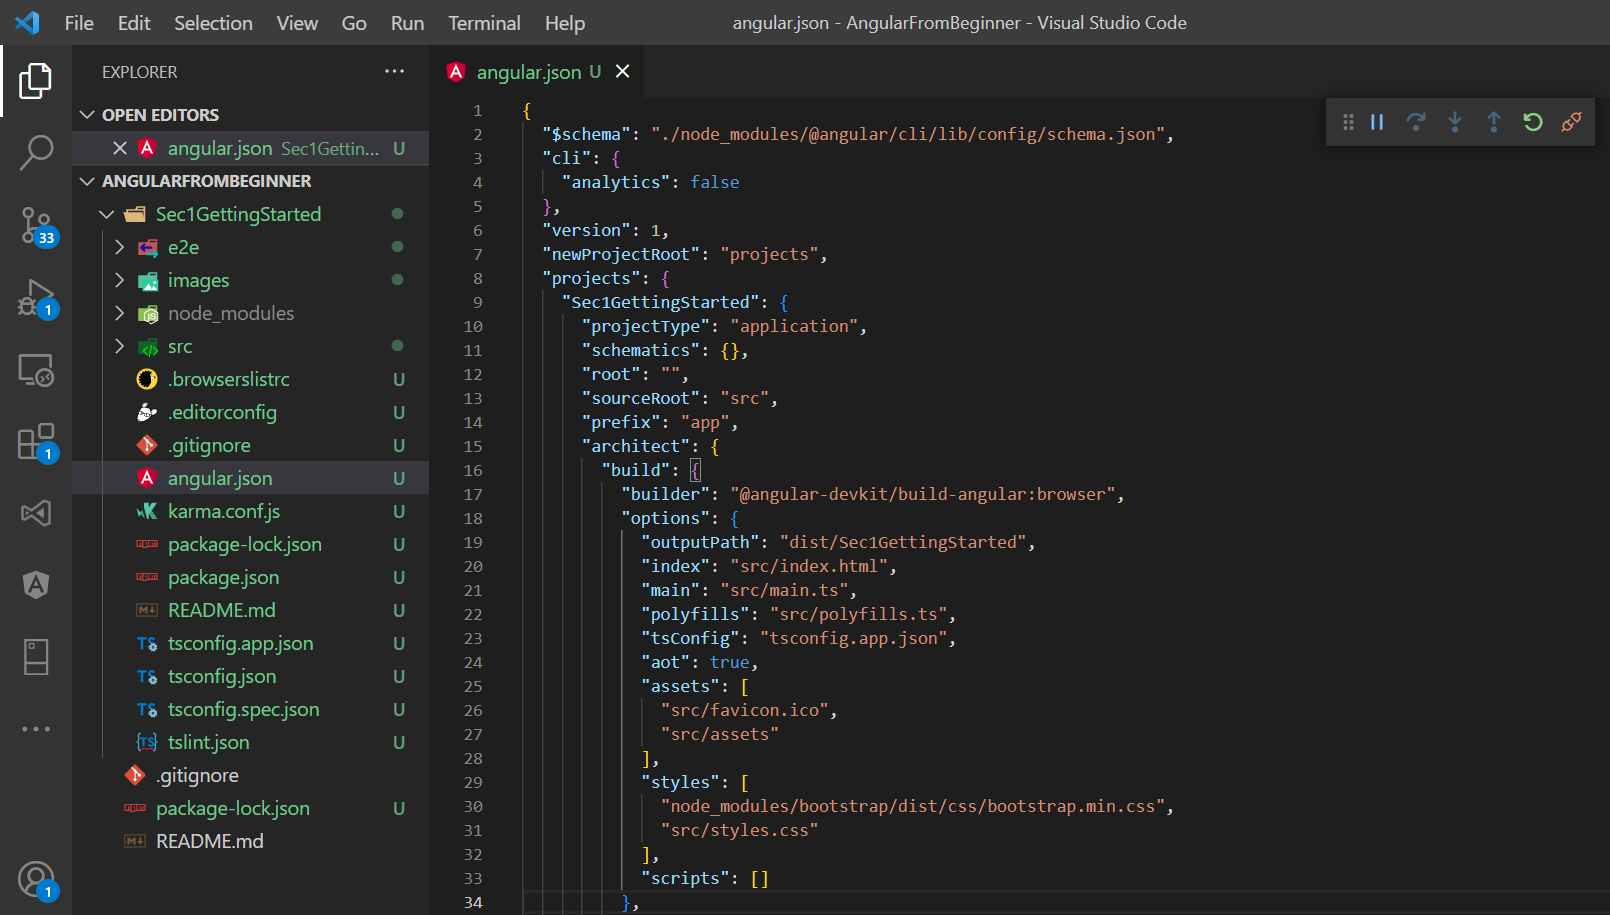 File Edit Selection View Go Run Terminal Help angular.json - AngularFromBeginner - Visual Studio Code
EXPLORER
OPEN EDITORS
angular.json Sec1Gettin... U
ANGULARFROMBEGINNER
Sec1GettingStarted
e2e
images
node_modules
src
.browserslistrc U
.editorconfig U
.gitignore U
angular.json U
karma.conf.js U
package-lock.json U
package.json U
README.md U
tsconfig.app.json U
tsconfig.json U
tsconfig.spec.json U
tslint.json U
.gitignore
package-lock.json U
README.md
33
1
1
1
angular.json U
1 {
2 "$schema": "./node_modules/@angular/cli/lib/config/schema.json",
3 "cli": {
4 "analytics": false
5 },
6 "version": 1,
7 "newProjectRoot": "projects",
8 "projects": {
9 "Sec1GettingStarted": {
10 "projectType": "application",
11 "schematics": {},
12 "root": "",
13 "sourceRoot": "src",
14 "prefix": "app",
15 "architect": {
16 "build": {
17 "builder": "@angular-devkit/build-angular:browser",
18 "options": {
19 "outputPath": "dist/Sec1GettingStarted",
20 "index": "src/index.html",
21 "main": "src/main.ts",
22 "polyfills": "src/polyfills.ts",
23 "tsConfig": "tsconfig.app.json",
24 "aot": true,
25 "assets": [
26 "src/favicon.ico",
27 "src/assets"
28 ],
29 "styles": [
30 "node_modules/bootstrap/dist/css/bootstrap.min.css",
31 "src/styles.css"
32 ],
33 "scripts": []
34 },